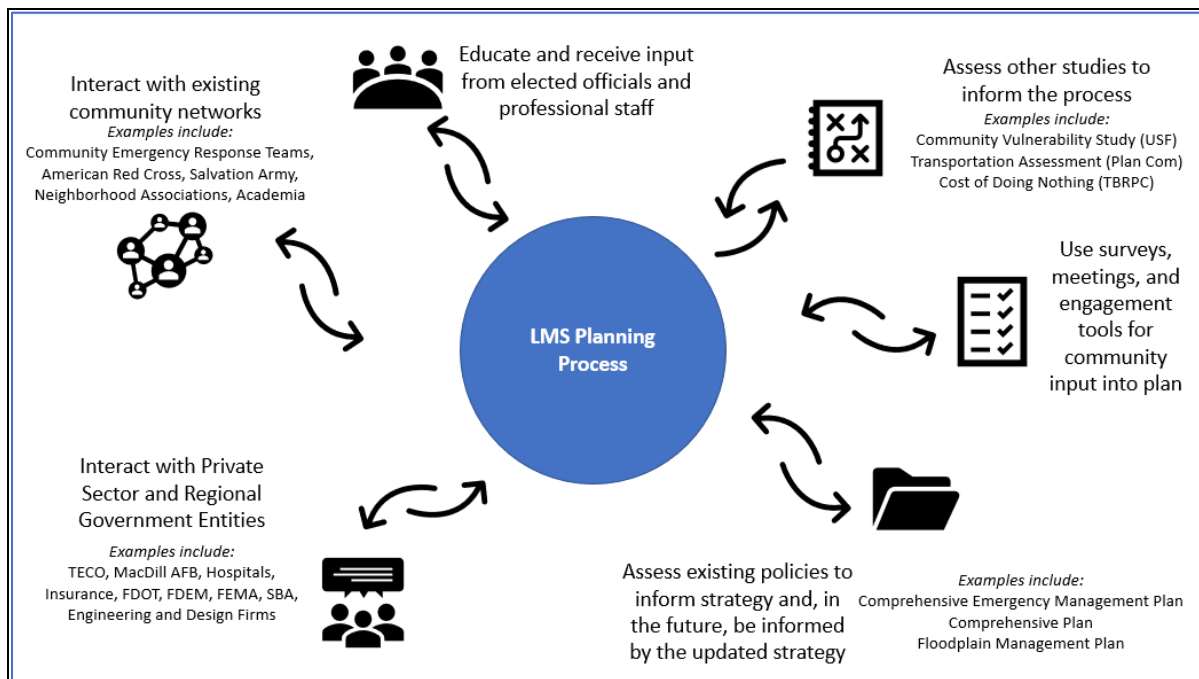 Educate and receive input
from elected officials and
professional staff
Interact with existing
community networks
Examples include:
Community Emergency Response Teams,
American Red Cross, Salvation Army,
Neighborhood Associations, Academia
Assess other studies to
inform the process
Examples include:
Community Vulnerability Study (USF)
Transportation Assessment (Plan Com)
Cost of Doing Nothing (TBRPC)
LMS Planning
Process
Use surveys,
meetings, and
engagement
tools for
community
input into plan
Interact with Private
Sector and Regional
Government Entities
Examples include:
TECO, MacDill AFB, Hospitals,
Insurance, FDOT, FDEM, FEMA, SBA,
Engineering and Design Firms
Assess existing policies to
inform strategy and, in
the future, be informed
by the updated strategy
Examples include:
Comprehensive Emergency Management Plan
Comprehensive Plan
Floodplain Management Plan